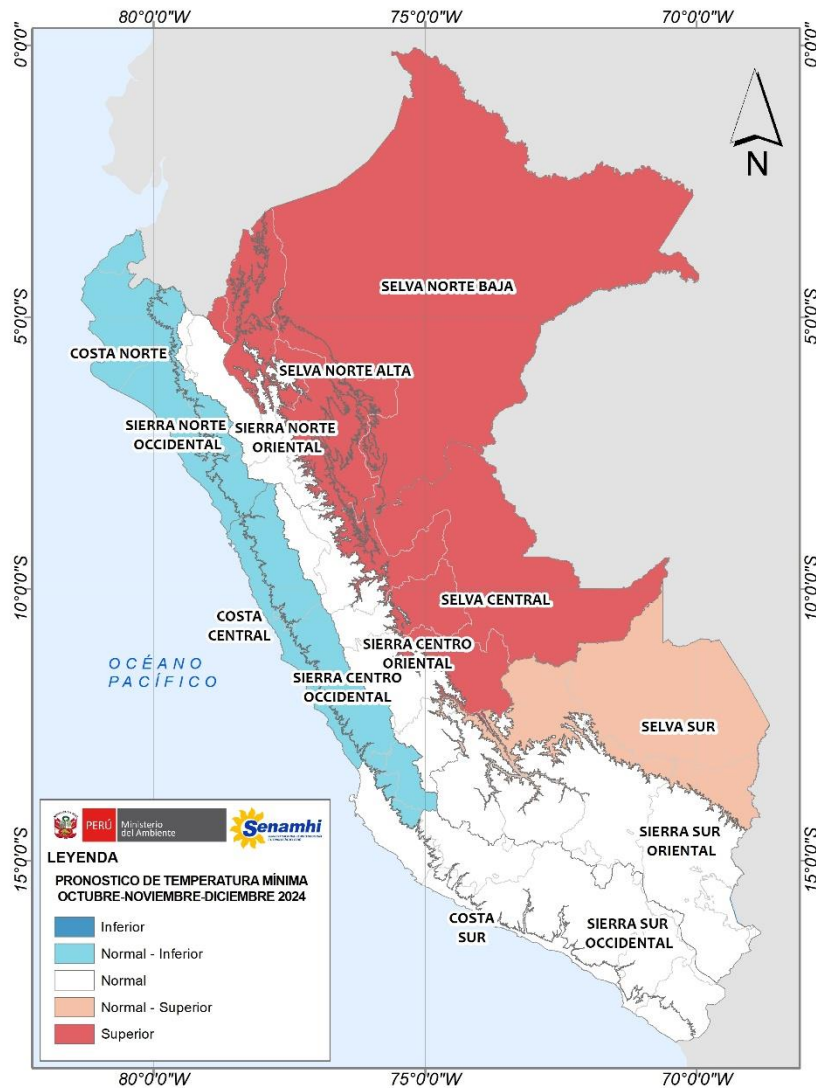 80°0'0"W 75°0'0"W 70°0'0"W
0°0'0" 0°0'0"
N
SELVA NORTE BAJA
5°0'0"S 5°0'0"S
COSTA NORTE
SELVA NORTE ALTA
SIERRA NORTE
OCCIDENTAL
SIERRA NORTE
ORIENTAL
10°0'0"S 10°0'0"S
SELVA CENTRAL
COSTA
CENTRAL
SIERRA CENTRO
ORIENTAL
OCÉANO
PACÍFICO
SIERRA CENTRO
OCCIDENTAL
SELVA SUR
SIERRA SUR
ORIENTAL
15°0'0"S 15°0'0"S
COSTA
SUR
SIERRA SUR
OCCIDENTAL
PERÚ
Ministerio
del Ambiente
Senamhi
LEYENDA
PRONOSTICO DE TEMPERATURA MÍNIMA
OCTUBRE-NOVIEMBRE-DICIEMBRE 2024
Inferior
Normal - Inferior
Normal
Normal - Superior
Superior
80°0'0"W 75°0'0"W 70°0'0"W